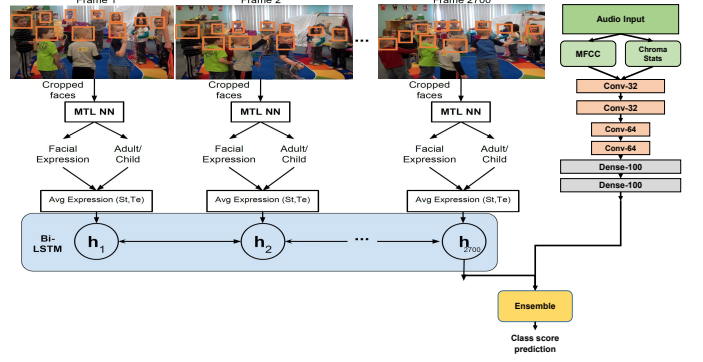 Frame 1
Frame 2
Frame 2700
...
Cropped
faces
Cropped
faces
Cropped
faces
MTL NN
MTL NN
MTL NN
Facial
Expression
Adult/
Child
Facial
Expression
Adult/
Child
Facial
Expression
Adult/
Child
Avg Expression (St,Te)
Avg Expression (St,Te)
Avg Expression (St,Te)
Bi-
LSTM
h1
h2
...
h2700
Audio Input
MFCC
Chroma
Stats
Conv-32
Conv-32
Conv-64
Conv-64
Dense-100
Dense-100
Ensemble
Class score
prediction